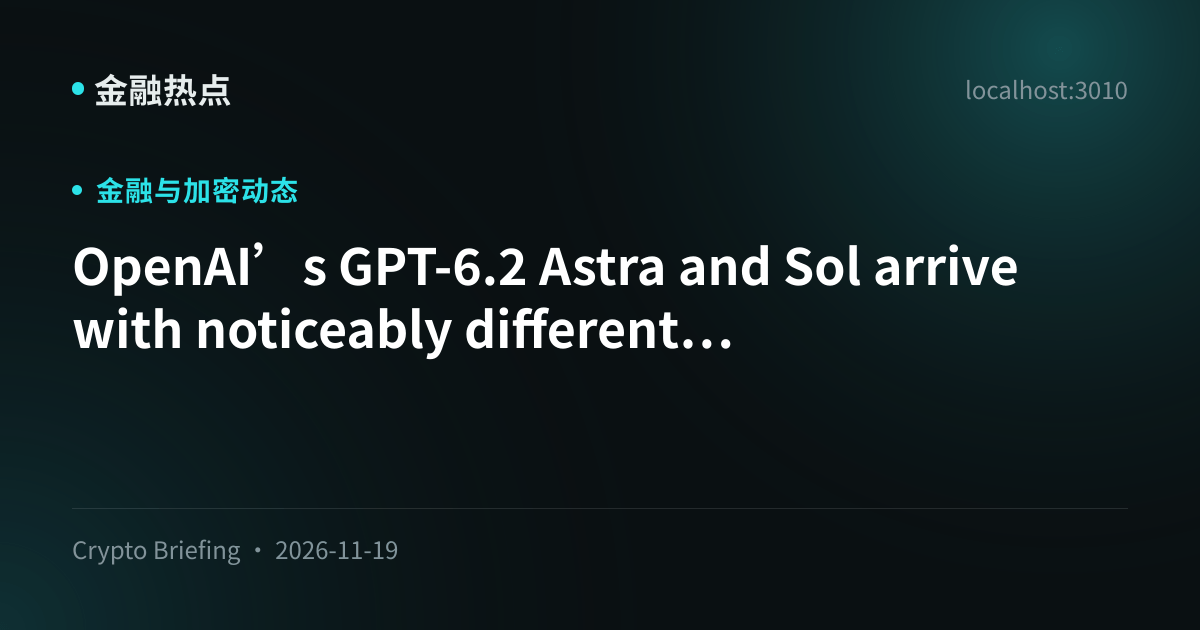 金融热点
localhost:3010
金融与加密动态
OpenAI’s GPT-6.2 Astra and Sol arrive
with noticeably different…
Crypto Briefing · 2026-11-19